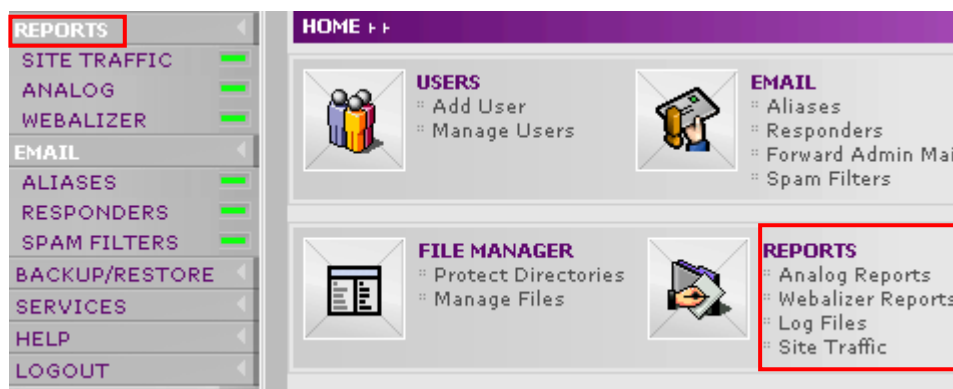 REPORTS
SITE TRAFFIC
ANALOG
WEBALIZER
EMAIL
ALIASES
RESPONDERS
SPAM FILTERS
BACKUP/RESTORE
SERVICES
HELP
LOGOUT
HOME
USERS
Add User
Manage Users
EMAIL
Aliases
Responders
Forward Admin Mai
Spam Filters
FILE MANAGER
Protect Directories
Manage Files
REPORTS
Analog Reports
Webalizer Reports
Log Files
Site Traffic